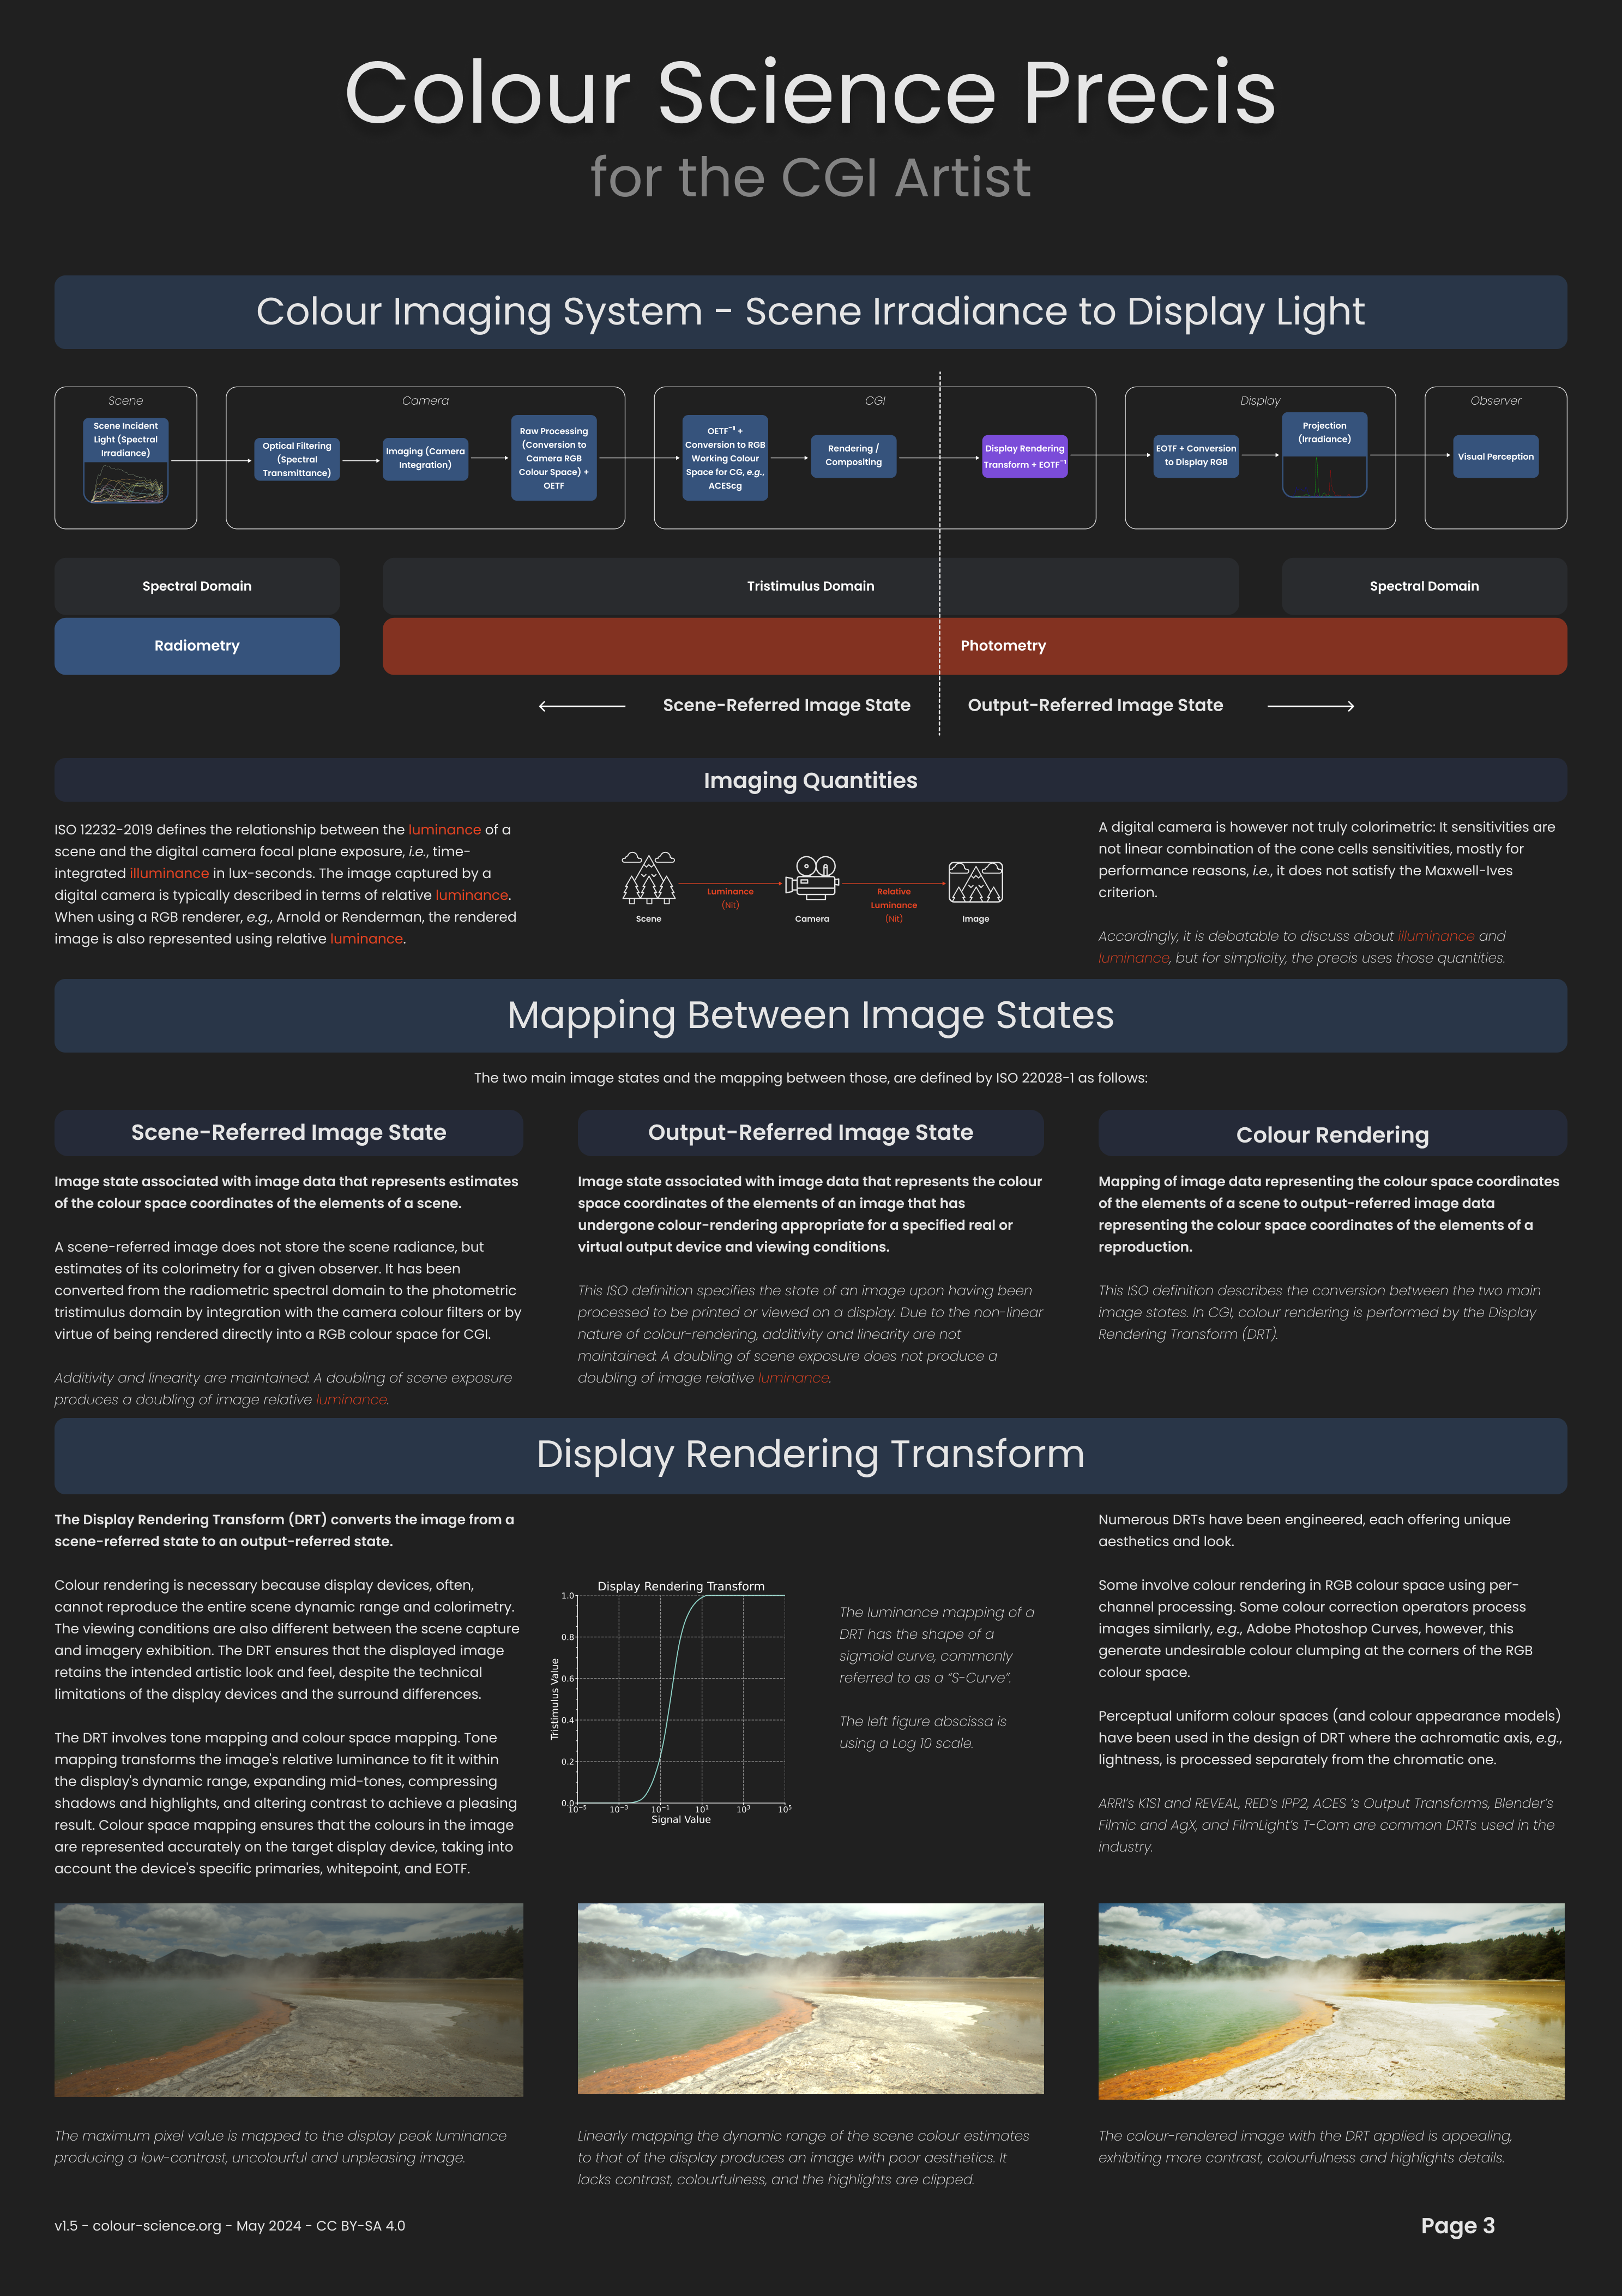 Colour Science Precis
for the CGI Artist
Colour Imaging System - Scene Irradiance to Display Light
Scene
Scene Incident
Light (Spectral
Irradiance)
Camera
Optical Filtering
(Spectral
Transmittance)
Imaging (Camera
Integration)
Raw Processing
(Conversion to
Camera RGB
Colour Space) +
OETF
CGI
OETF⁻¹ +
Conversion to RGB
Working Colour
Space for CG, e.g.,
ACEScg
Rendering /
Compositing
Display Rendering
Transform + EOTF⁻¹
Display
EOTF + Conversion
to Display RGB
Projection
(Irradiance)
Observer
Visual Perception
Spectral Domain
Tristimulus Domain
Spectral Domain
Radiometry
Photometry
Scene-Referred Image State
Output-Referred Image State
Imaging Quantities
ISO 12232-2019 defines the relationship between the luminance of a
scene and the digital camera focal plane exposure, i.e., time-
integrated illuminance in lux-seconds. The image captured by a
digital camera is typically described in terms of relative luminance.
When using a RGB renderer, e.g., Arnold or Renderman, the rendered
image is also represented using relative luminance.
Luminance
(Nit)
Relative
Luminance
(Nit)
Scene
Camera
Image
A digital camera is however not truly colorimetric: It sensitivities are
not linear combination of the cone cells sensitivities, mostly for
performance reasons, i.e., it does not satisfy the Maxwell-Ives
criterion.
Accordingly, it is debatable to discuss about illuminance and
luminance, but for simplicity, the precis uses those quantities.
Mapping Between Image States
The two main image states and the mapping between those, are defined by ISO 22028-1 as follows:
Scene-Referred Image State
Image state associated with image data that represents estimates
of the colour space coordinates of the elements of a scene.
A scene-referred image does not store the scene radiance, but
estimates of its colorimetry for a given observer. It has been
converted from the radiometric spectral domain to the photometric
tristimulus domain by integration with the camera colour filters or by
virtue of being rendered directly into a RGB colour space for CGI.
Additivity and linearity are maintained: A doubling of scene exposure
produces a doubling of image relative luminance.
Output-Referred Image State
Image state associated with image data that represents the colour
space coordinates of the elements of an image that has
undergone colour-rendering appropriate for a specified real or
virtual output device and viewing conditions.
This ISO definition specifies the state of an image upon having been
processed to be printed or viewed on a display. Due to the non-linear
nature of colour-rendering, additivity and linearity are not
maintained: A doubling of scene exposure does not produce a
doubling of image relative luminance.
Colour Rendering
Mapping of image data representing the colour space coordinates
of the elements of a scene to output-referred image data
representing the colour space coordinates of the elements of a
reproduction.
This ISO definition describes the conversion between the two main
image states. In CGI, colour rendering is performed by the Display
Rendering Transform (DRT).
Display Rendering Transform
The Display Rendering Transform (DRT) converts the image from a
scene-referred state to an output-referred state.
Colour rendering is necessary because display devices, often,
cannot reproduce the entire scene dynamic range and colorimetry.
The viewing conditions are also different between the scene capture
and imagery exhibition. The DRT ensures that the displayed image
retains the intended artistic look and feel, despite the technical
limitations of the display devices and the surround differences.
The DRT involves tone mapping and colour space mapping. Tone
mapping transforms the image's relative luminance to fit it within
the display's dynamic range, expanding mid-tones, compressing
shadows and highlights, and altering contrast to achieve a pleasing
result. Colour space mapping ensures that the colours in the image
are represented accurately on the target display device, taking into
account the device's specific primaries, whitepoint, and EOTF.
Display Rendering Transform
Tristimulus Value
1.0
0.8
0.6
0.4
0.2
0.0
10⁻⁵
10⁻³
10⁻¹
10¹
10³
10⁵
Signal Value
The luminance mapping of a
DRT has the shape of a
sigmoid curve, commonly
referred to as a “S-Curve”.
The left figure abscissa is
using a Log 10 scale.
Numerous DRTs have been engineered, each offering unique
aesthetics and look.
Some involve colour rendering in RGB colour space using per-
channel processing. Some colour correction operators process
images similarly, e.g., Adobe Photoshop Curves, however, this
generate undesirable colour clumping at the corners of the RGB
colour space.
Perceptual uniform colour spaces (and colour appearance models)
have been used in the design of DRT where the achromatic axis, e.g.,
lightness, is processed separately from the chromatic one.
ARRI’s K1S1 and REVEAL, RED’s IPP2, ACES ‘s Output Transforms, Blender’s
Filmic and AgX, and FilmLight’s T-Cam are common DRTs used in the
industry.
The maximum pixel value is mapped to the display peak luminance
producing a low-contrast, uncolourful and unpleasing image.
Linearly mapping the dynamic range of the scene colour estimates
to that of the display produces an image with poor aesthetics. It
lacks contrast, colourfulness, and the highlights are clipped.
The colour-rendered image with the DRT applied is appealing,
exhibiting more contrast, colourfulness and highlights details.
v1.5 - colour-science.org - May 2024 - CC BY-SA 4.0
Page 3